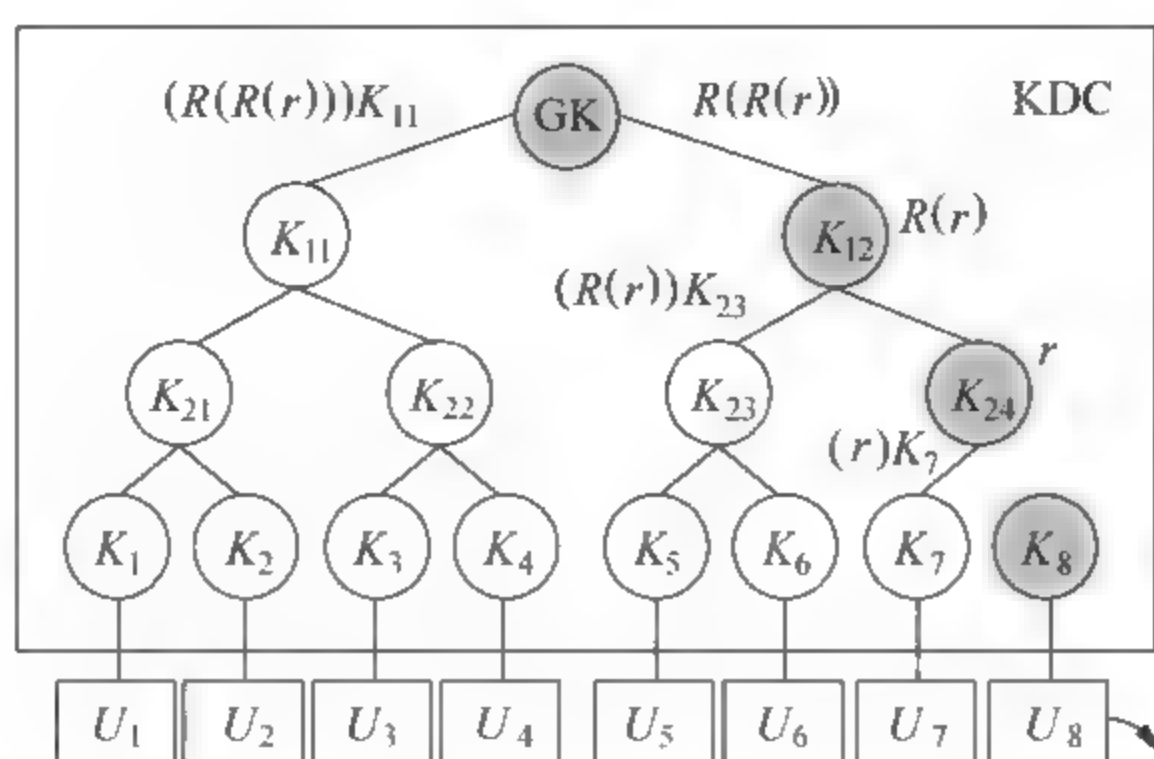 (R(R(r)))K₁₁ GK R(R(r)) KDC
K₁₁ K₁₂ R(r)
(R(r))K₂₃
K₂₁ K₂₂ K₂₃ K₂₄ r
(r)K₇
K₁ K₂ K₃ K₄ K₅ K₆ K₇ K₈
U₁ U₂ U₃ U₄ U₅ U₆ U₇ U₈